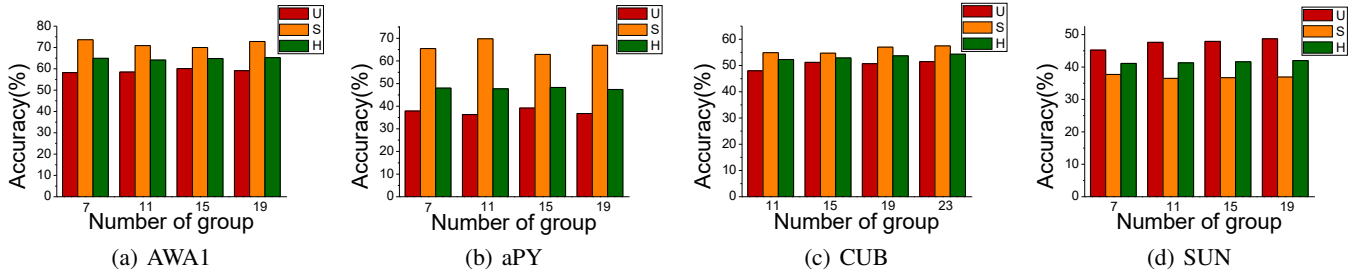 Accuracy(%)
80
70
60
50
40
30
20
10
0
7
11
15
19
Number of group
U
S
H
(a) AWA1
Accuracy(%)
70
60
50
40
30
20
10
0
7
11
15
19
Number of group
U
S
H
(b) aPY
Accuracy(%)
60
50
40
30
20
10
0
11
15
19
23
Number of group
U
S
H
(c) CUB
Accuracy(%)
50
40
30
20
10
0
7
11
15
19
Number of group
U
S
H
(d) SUN